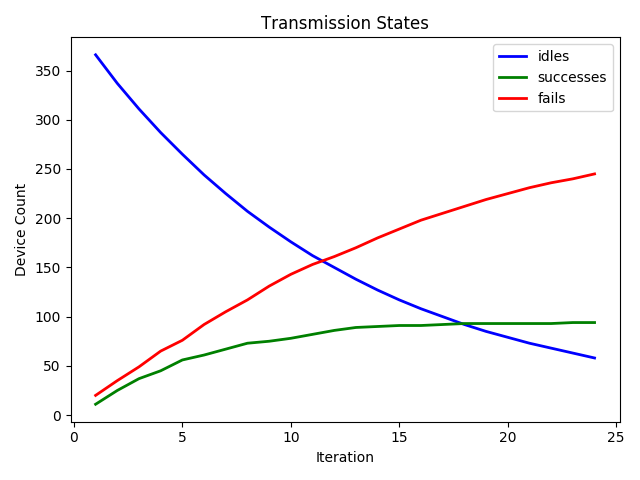 Transmission States
idles
successes
fails
Device Count
350
300
250
200
150
100
50
0
0 5 10 15 20 25
Iteration